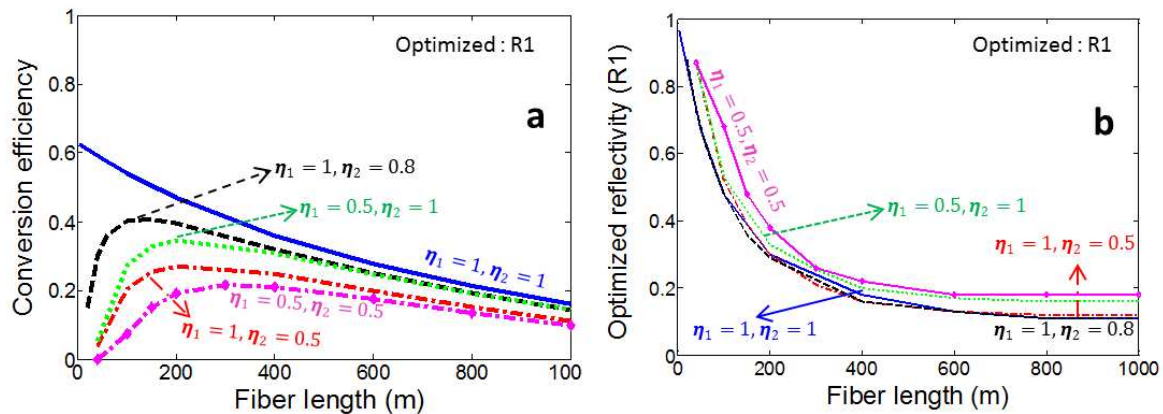 Optimized : R1
a
Conversion efficiency
1
0.8
0.6
0.4
0.2
0
η1 = 1, η2 = 0.8
η1 = 0.5, η2 = 1
η1 = 1, η2 = 1
η1 = 0.5, η2 = 0.5
η1 = 1, η2 = 0.5
0 200 400 600 800 1000
Fiber length (m)
Optimized : R1
b
Optimized reflectivity (R1)
1
0.8
0.6
0.4
0.2
0
η1 = 0.5, η2 = 0.5
η1 = 0.5, η2 = 1
η1 = 1, η2 = 0.5
η1 = 1, η2 = 1
η1 = 1, η2 = 0.8
0 200 400 600 800 1000
Fiber length (m)